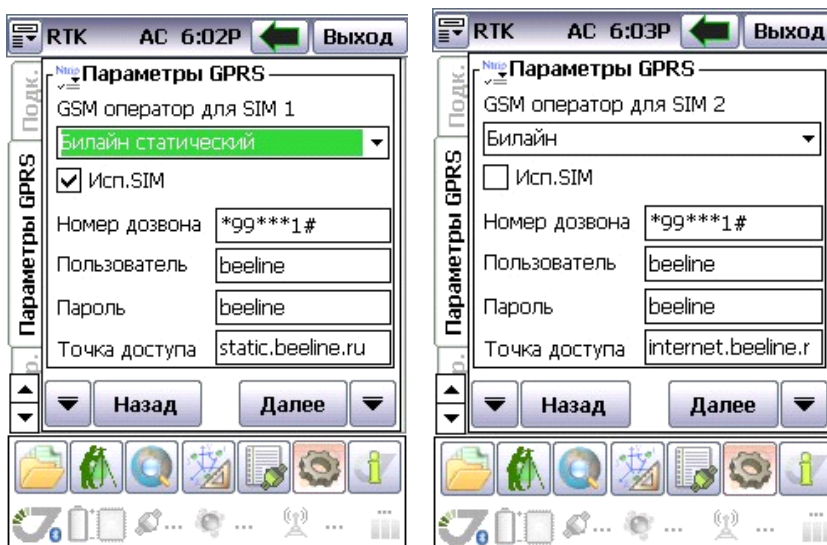 RTK AC 6:02P Выход
Подк.
Параметры GPRS
р.
Ntrip Параметры GPRS
GSM оператор для SIM 1
Билайн статический
Исп.SIM
Номер дозвона *99***1#
Пользователь beeline
Пароль beeline
Точка доступа static.beeline.ru
Назад Далее
RTK AC 6:03P Выход
Подк.
Параметры GPRS
р.
Ntrip Параметры GPRS
GSM оператор для SIM 2
Билайн
Исп.SIM
Номер дозвона *99***1#
Пользователь beeline
Пароль beeline
Точка доступа internet.beeline.r
Назад Далее